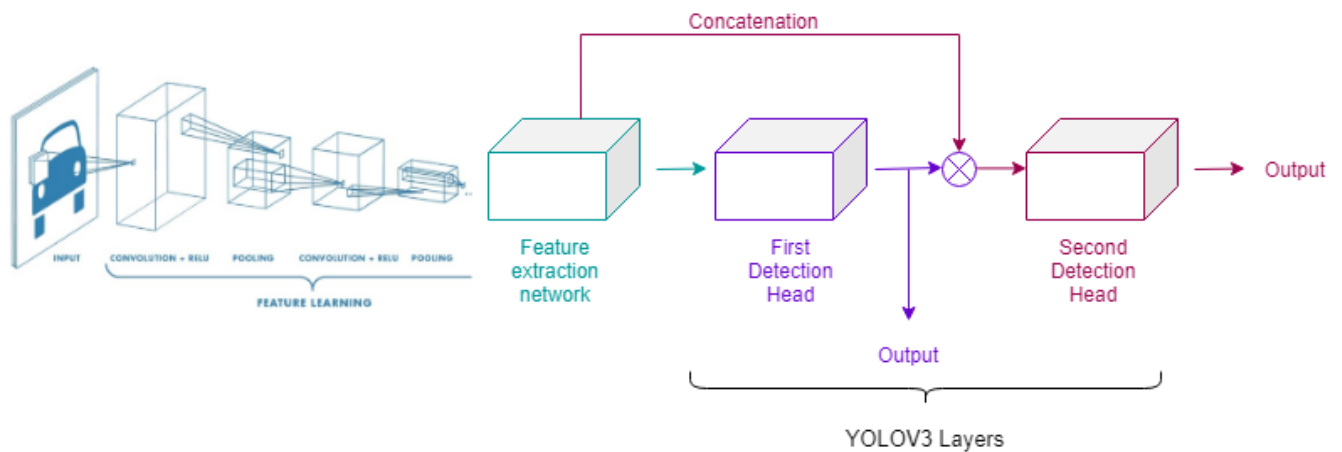 Concatenation
Output
INPUT
CONVOLUTION + RELU
POOLING
CONVOLUTION + RELU
POOLING
FEATURE LEARNING
Feature
extraction
network
First
Detection
Head
Second
Detection
Head
Output
YOLOV3 Layers